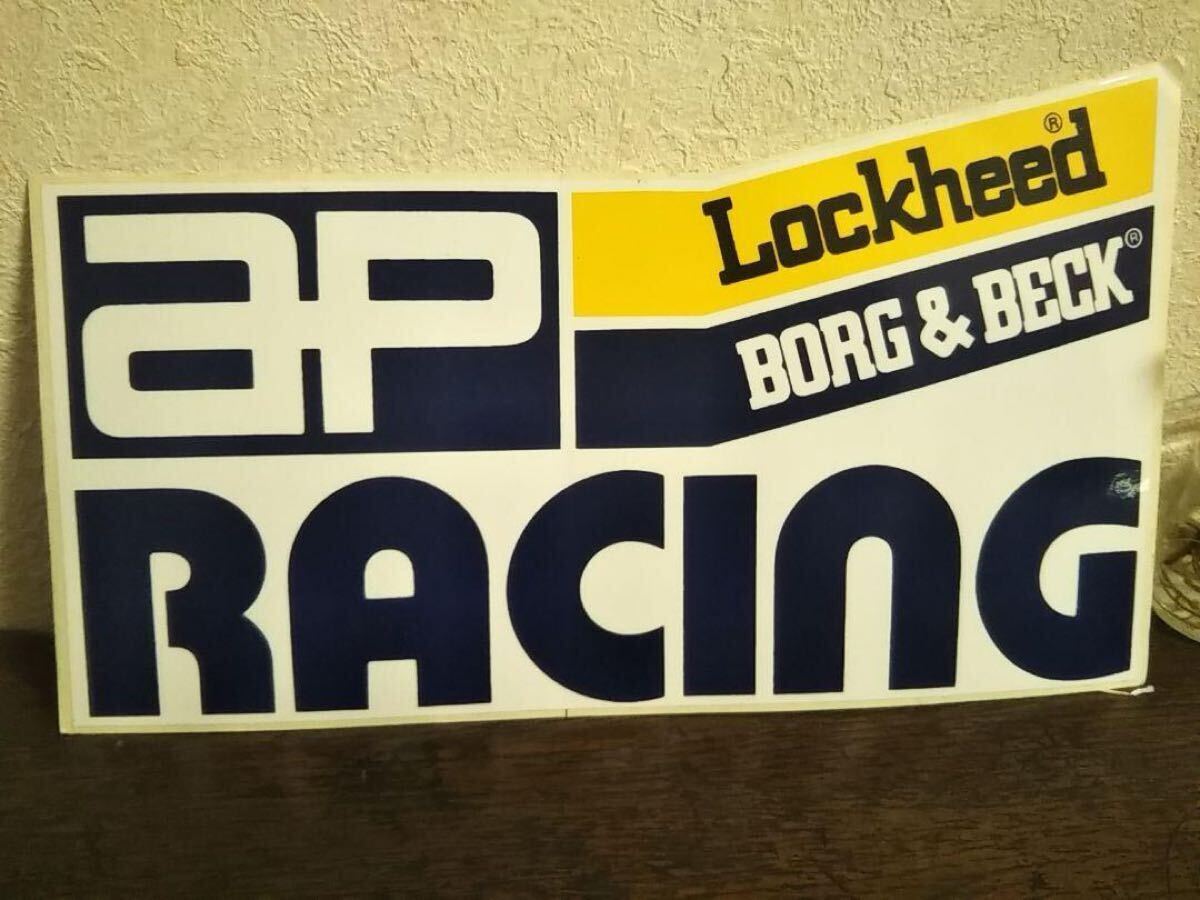 ap
Lockheed®
BORG & BECK®
RACING